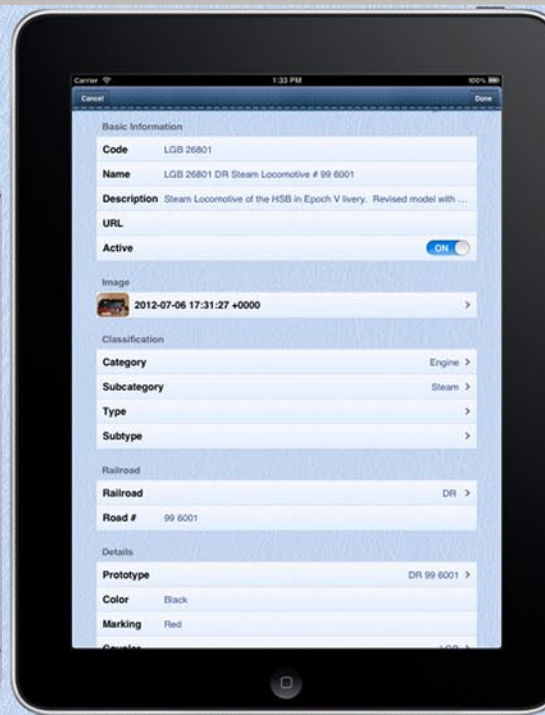 Carrier 1:33 PM 100%
Cancel Done
Basic Information
Code LGB 26801
Name LGB 26801 DR Steam Locomotive # 99 6001
Description Steam Locomotive of the HSB in Epoch V livery. Revised model with ...
URL
Active ON
Image
2012-07-06 17:31:27 +0000
Classification
Category Engine
Subcategory Steam
Type
Subtype
Railroad
Railroad DR
Road # 99 6001
Details
Prototype DR 99 6001
Color Black
Marking Red
Coupler LGB